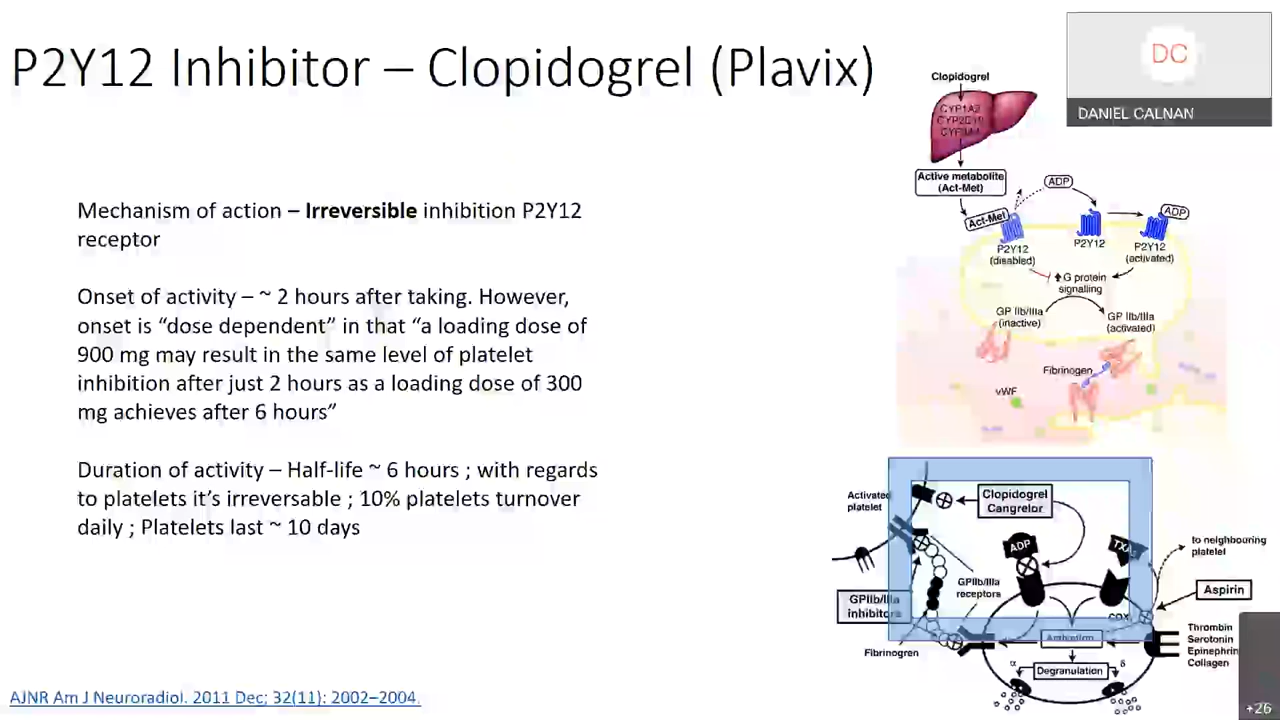 P2Y12 Inhibitor – Clopidogrel (Plavix)
DC
DANIEL CALNAN
Mechanism of action – Irreversible inhibition P2Y12
receptor
Onset of activity – ~ 2 hours after taking. However,
onset is “dose dependent” in that “a loading dose of
900 mg may result in the same level of platelet
inhibition after just 2 hours as a loading dose of 300
mg achieves after 6 hours”
Duration of activity – Half-life ~ 6 hours ; with regards
to platelets it’s irreversable ; 10% platelets turnover
daily ; Platelets last ~ 10 days
AJNR Am J Neuroradiol. 2011 Dec; 32(11): 2002–2004.
Clopidogrel
CYP1A2
Active metabolite
(Act-Met)
Act-Met
ADP
ADP
P2Y12
(disabled)
P2Y12
P2Y12
(activated)
G protein
signalling
GP IIb/IIIa
(inactive)
GP IIb/IIIa
(activated)
Fibrinogen
vWF
Activated
platelet
Clopidogrel
Cangrelor
ADP
to neighbouring
platelet
GPIIb/IIIa
receptors
GPIIb/IIIa
inhibitors
Aspirin
COX
Fibrinogren
Activation
Thrombin
Serotonin
Epinephrin
Collagen
α
δ
Degranulation
+26